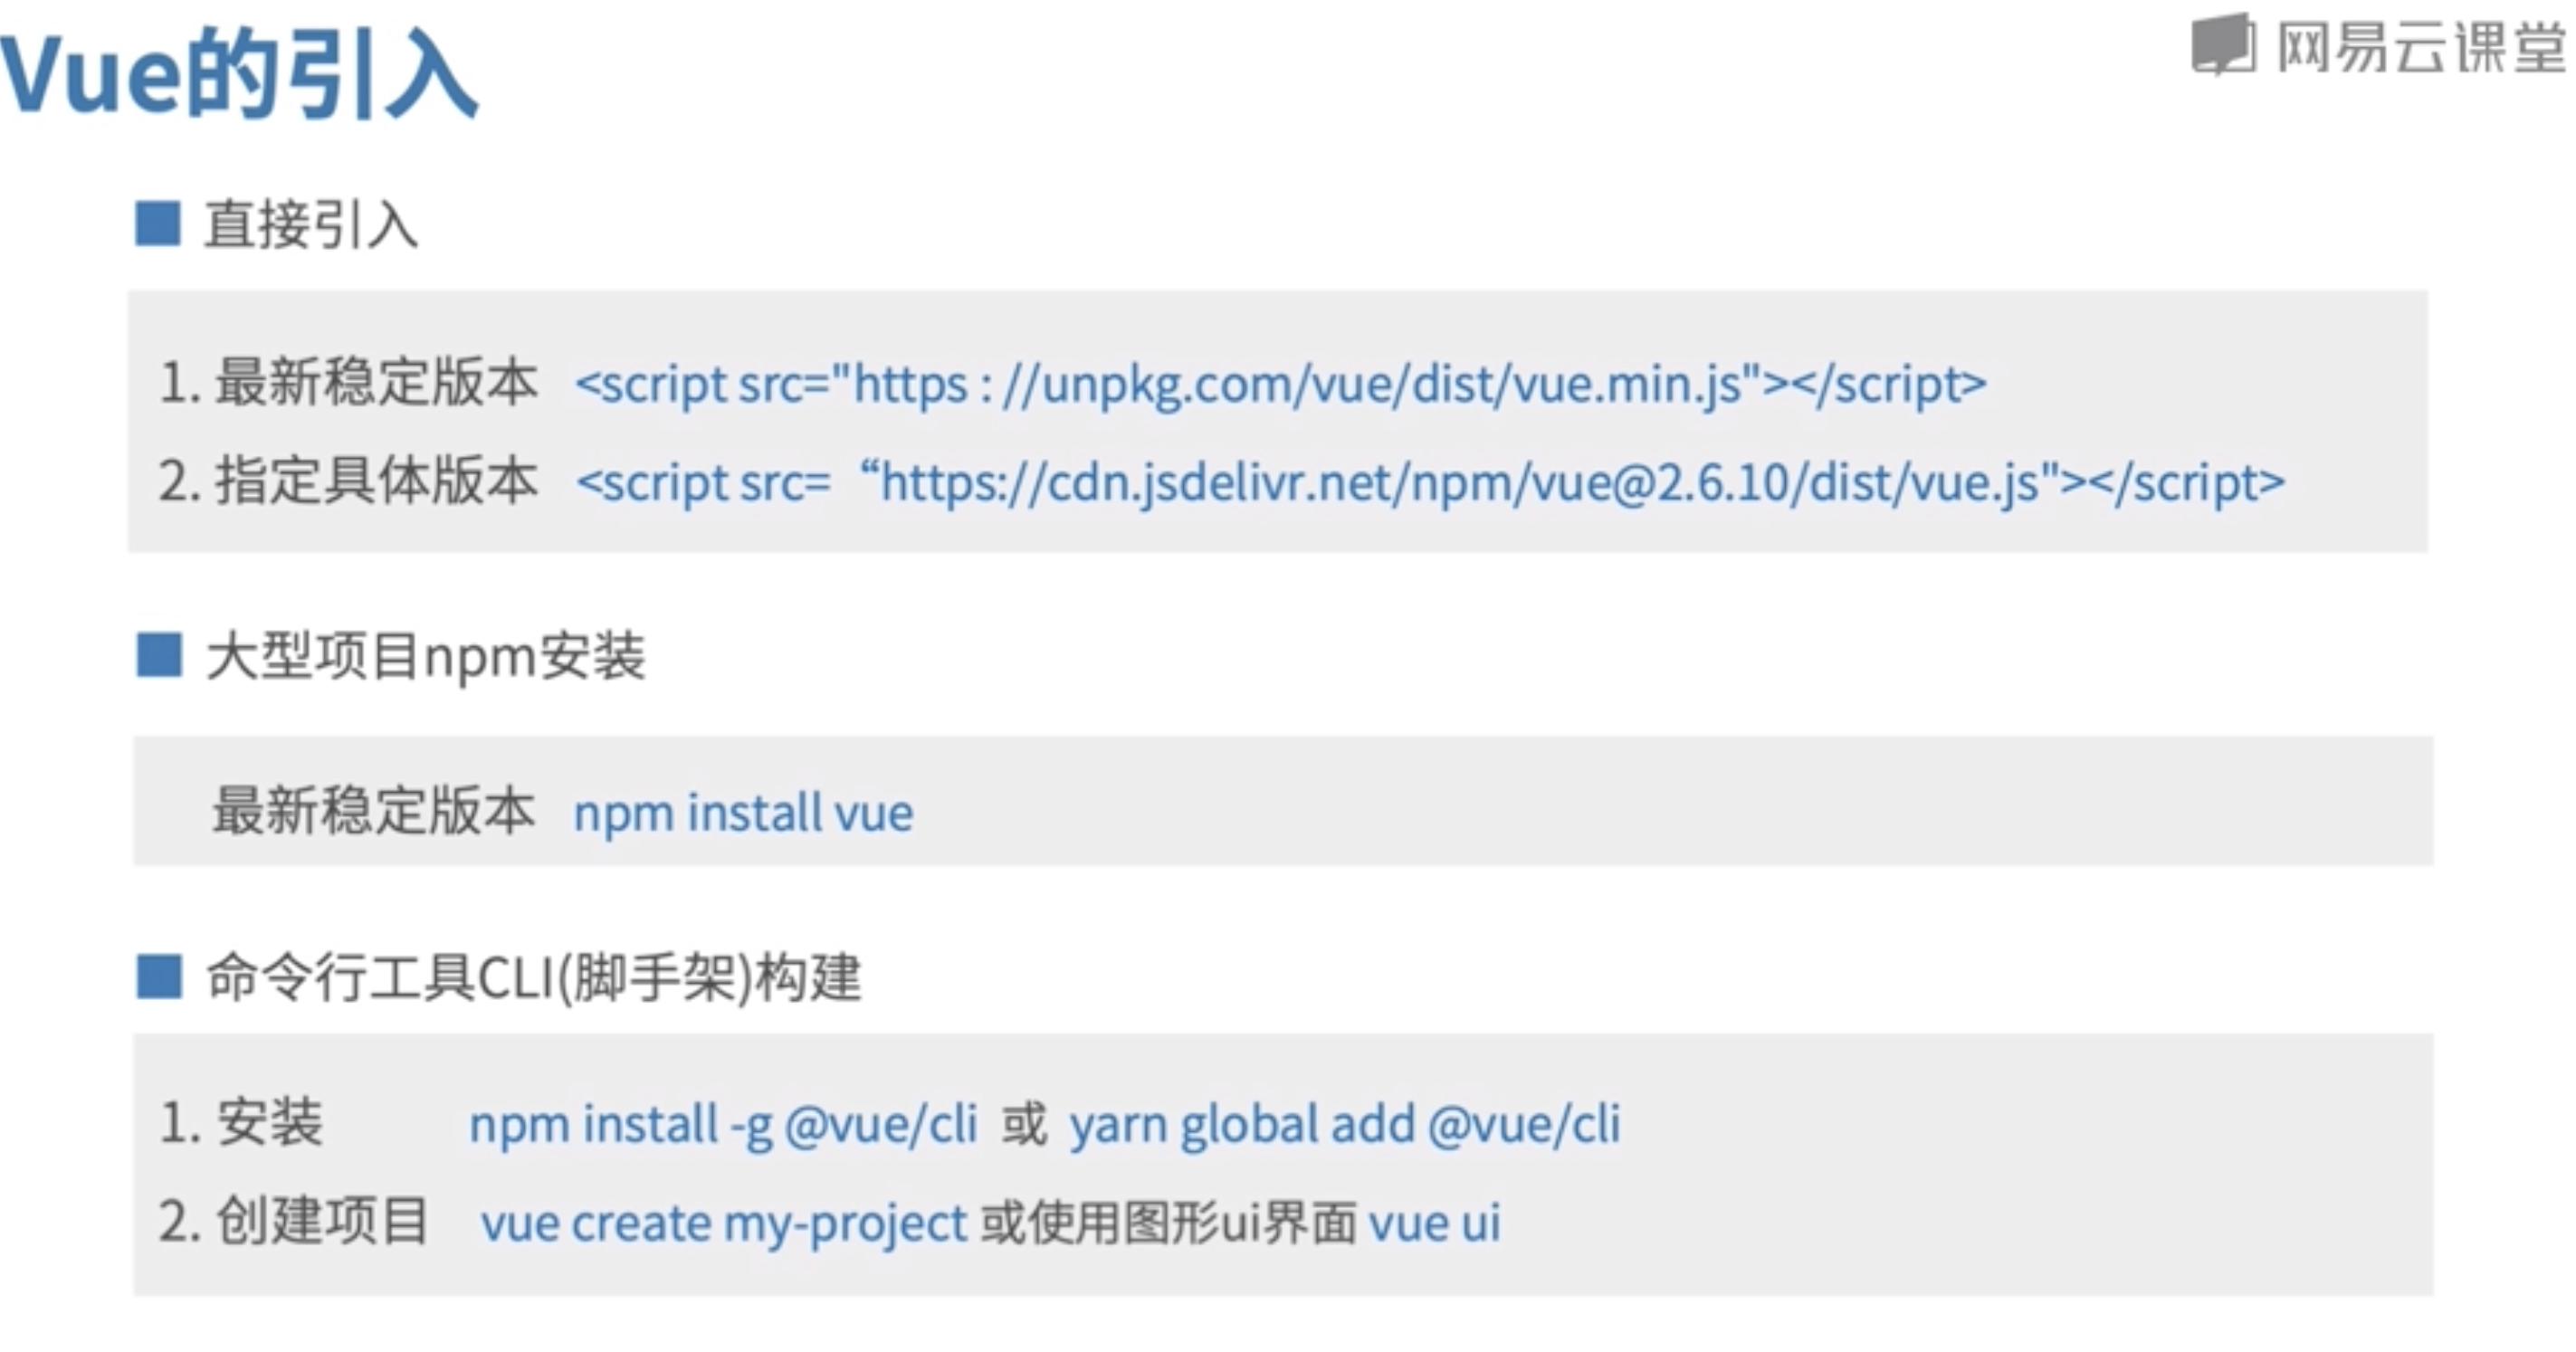 Vue的引入
网易云课堂
直接引入
1. 最新稳定版本 <script src="https : //unpkg.com/vue/dist/vue.min.js"></script>
2. 指定具体版本 <script src= “https://cdn.jsdelivr.net/npm/vue@2.6.10/dist/vue.js"></script>
大型项目npm安装
最新稳定版本 npm install vue
命令行工具CLI(脚手架)构建
1. 安装 npm install -g @vue/cli 或 yarn global add @vue/cli
2. 创建项目 vue create my-project 或使用图形ui界面 vue ui